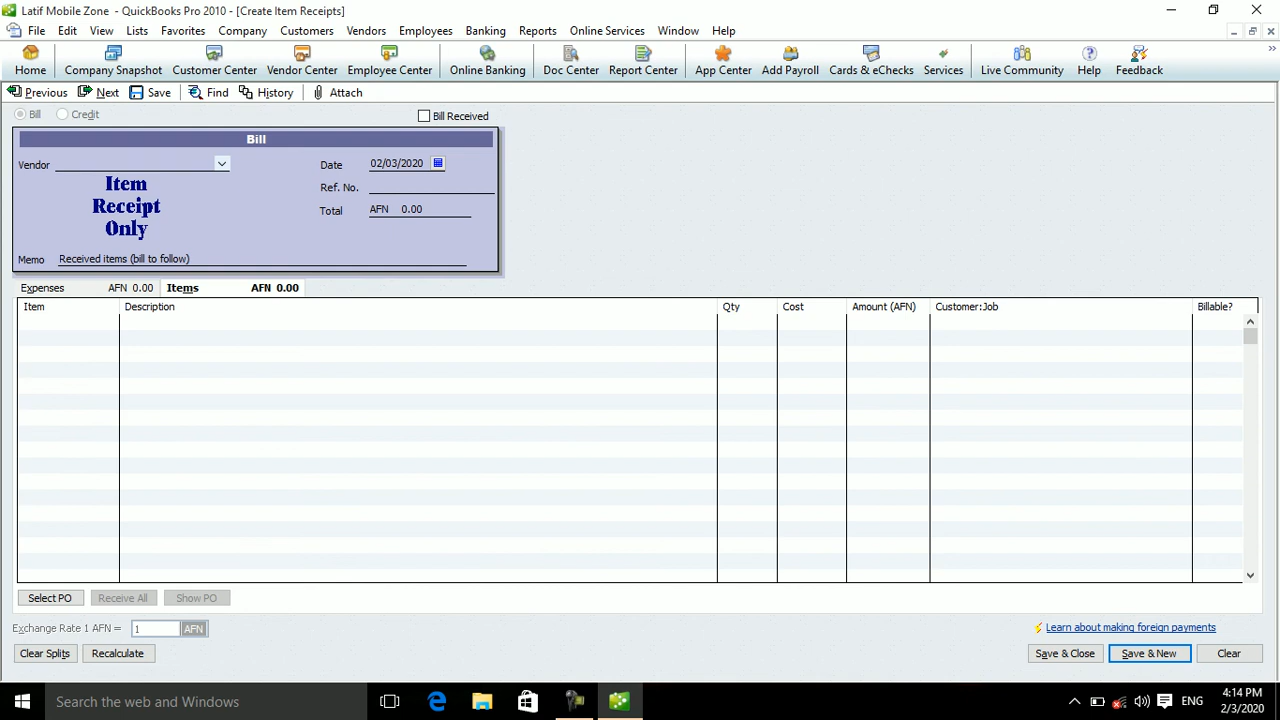 Latif Mobile Zone - QuickBooks Pro 2010 - [Create Item Receipts]
File Edit View Lists Favorites Company Customers Vendors Employees Banking Reports Online Services Window Help
Home Company Snapshot Customer Center Vendor Center Employee Center Online Banking Doc Center Report Center App Center Add Payroll Cards & eChecks Services Live Community Help Feedback
Previous Next Save Find History Attach
Bill Credit Bill Received
Bill
Vendor Date 02/03/2020
Item
Receipt
Only
Ref. No.
Total AFN 0.00
Memo Received items (bill to follow)
Expenses AFN 0.00 Items AFN 0.00
Item Description Qty Cost Amount (AFN) Customer:Job Billable?
Select PO Receive All Show PO
Exchange Rate 1 AFN = 1 AFN Learn about making foreign payments
Clear Splits Recalculate Save & Close Save & New Clear
Search the web and Windows ENG 4:14 PM
2/3/2020